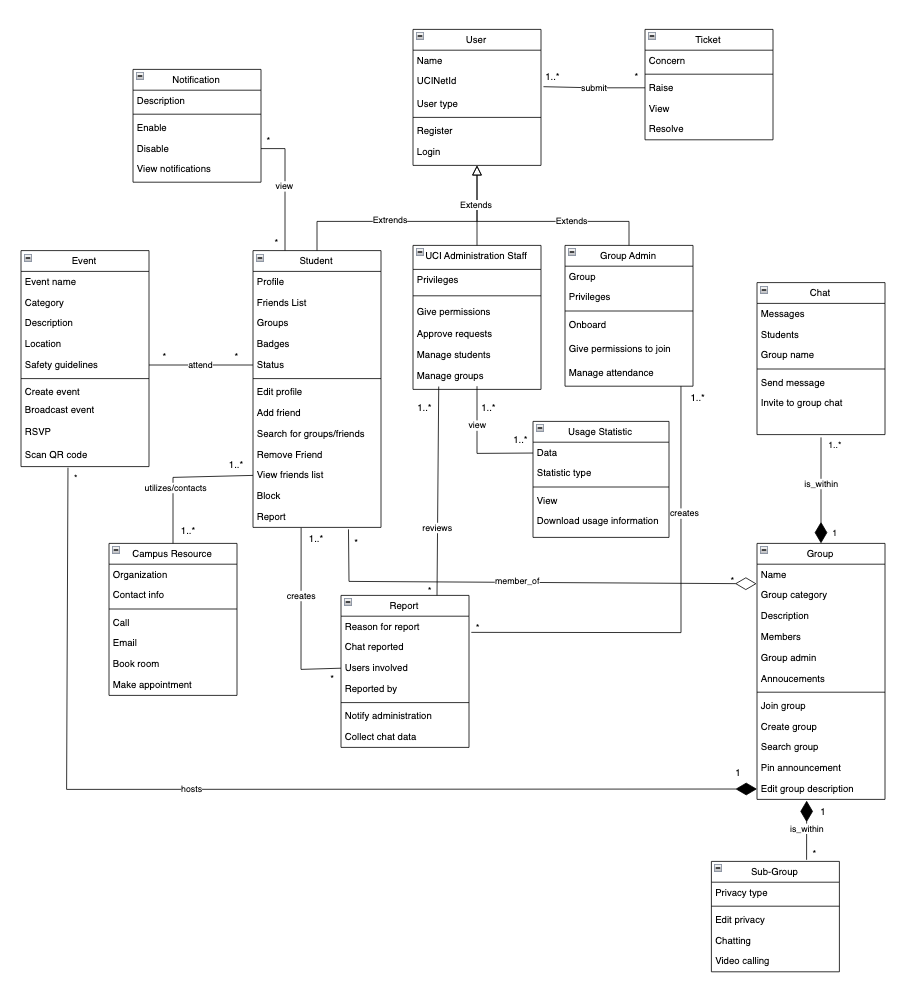 User
Name
UCINetId
User type
Register
Login
Ticket
Concern
Raise
View
Resolve
1..*
*
submit
Notification
Description
Enable
Disable
View notifications
*
view
*
Extends
Extrends
Extends
Event
Event name
Category
Description
Location
Safety guidelines
Create event
Broadcast event
RSVP
Scan QR code
*
*
attend
*
Student
Profile
Friends List
Groups
Badges
Status
Edit profile
Add friend
Search for groups/friends
Remove Friend
View friends list
Block
Report
UCI Administration Staff
Privileges
Give permissions
Approve requests
Manage students
Manage groups
Group Admin
Group
Privileges
Onboard
Give permissions to join
Manage attendance
Chat
Messages
Students
Group name
Send message
Invite to group chat
1..*
1..*
view
1..*
1..*
Usage Statistic
Data
Statistic type
View
Download usage information
creates
1..*
is_within
1
1..*
utilizes/contacts
1..*
Campus Resource
Organization
Contact info
Call
Email
Book room
Make appointment
1..*
*
creates
*
reviews
*
member_of
*
Report
Reason for report
Chat reported
Users involved
Reported by
Notify administration
Collect chat data
*
Group
Name
Group category
Description
Members
Group admin
Annoucements
Join group
Create group
Search group
Pin announcement
Edit group description
hosts
1
1
is_within
*
Sub-Group
Privacy type
Edit privacy
Chatting
Video calling